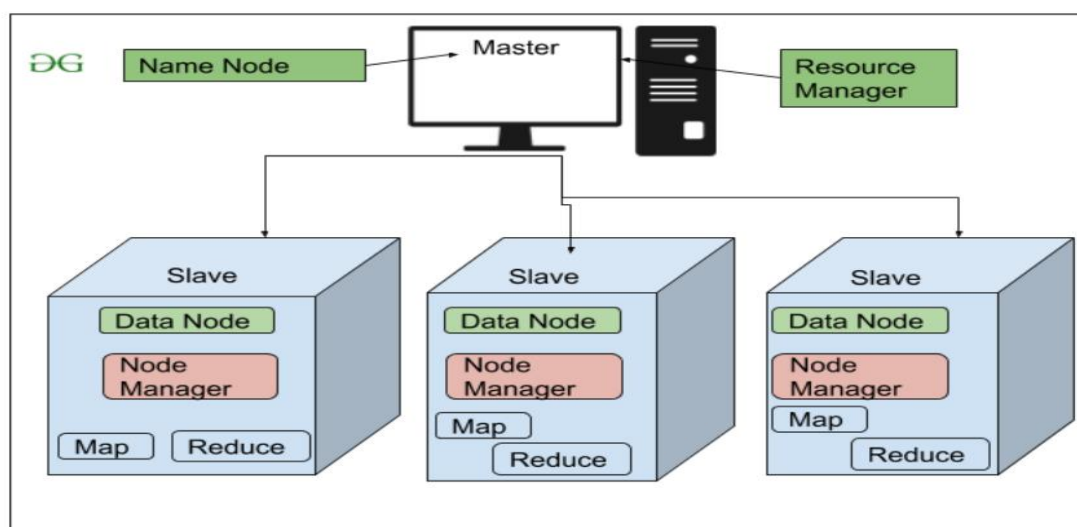 Master
Name Node
Resource
Manager
Slave
Data Node
Node
Manager
Map
Reduce
Slave
Data Node
Node
Manager
Map
Reduce
Slave
Data Node
Node
Manager
Map
Reduce